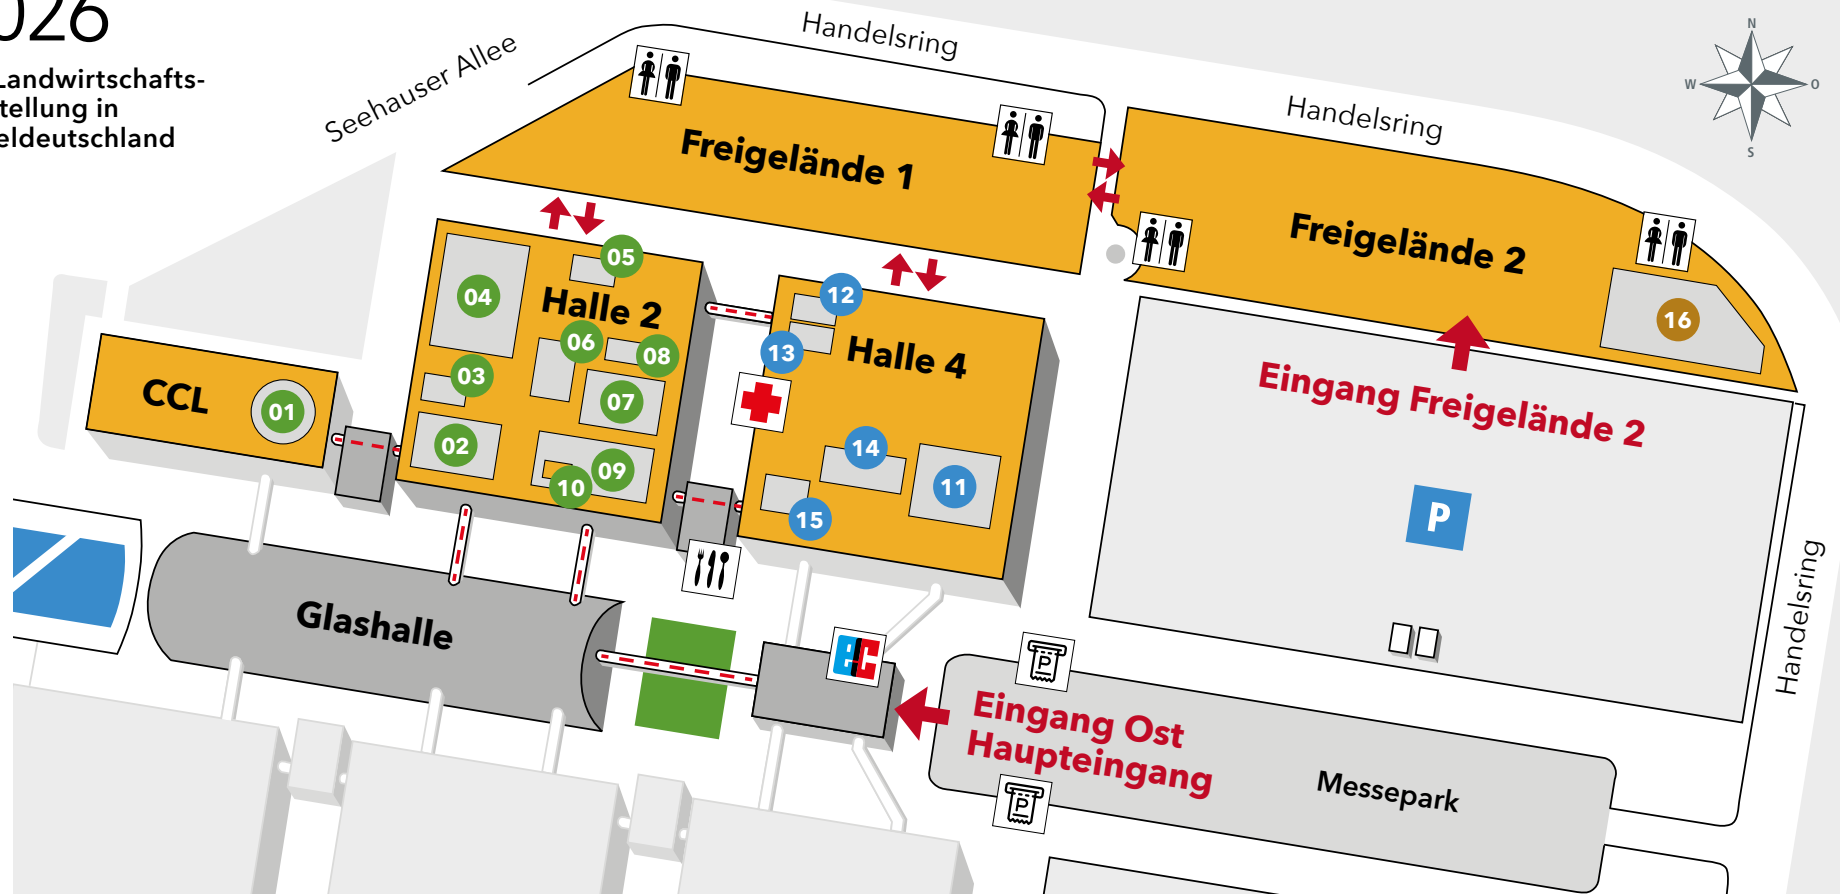 026
Landwirtschafts-
tellung in
eldeutschland
Seehauser Allee
Handelsring
Handelsring
N
W
O
S
Freigelände 1
Freigelände 2
16
05
04
Halle 2
06
08
03
07
02
09
10
12
13
Halle 4
14
11
15
CCL
01
Eingang Freigelände 2
P
Handelsring
Glashalle
EC
P
Eingang Ost
Haupteingang
P
Messepark